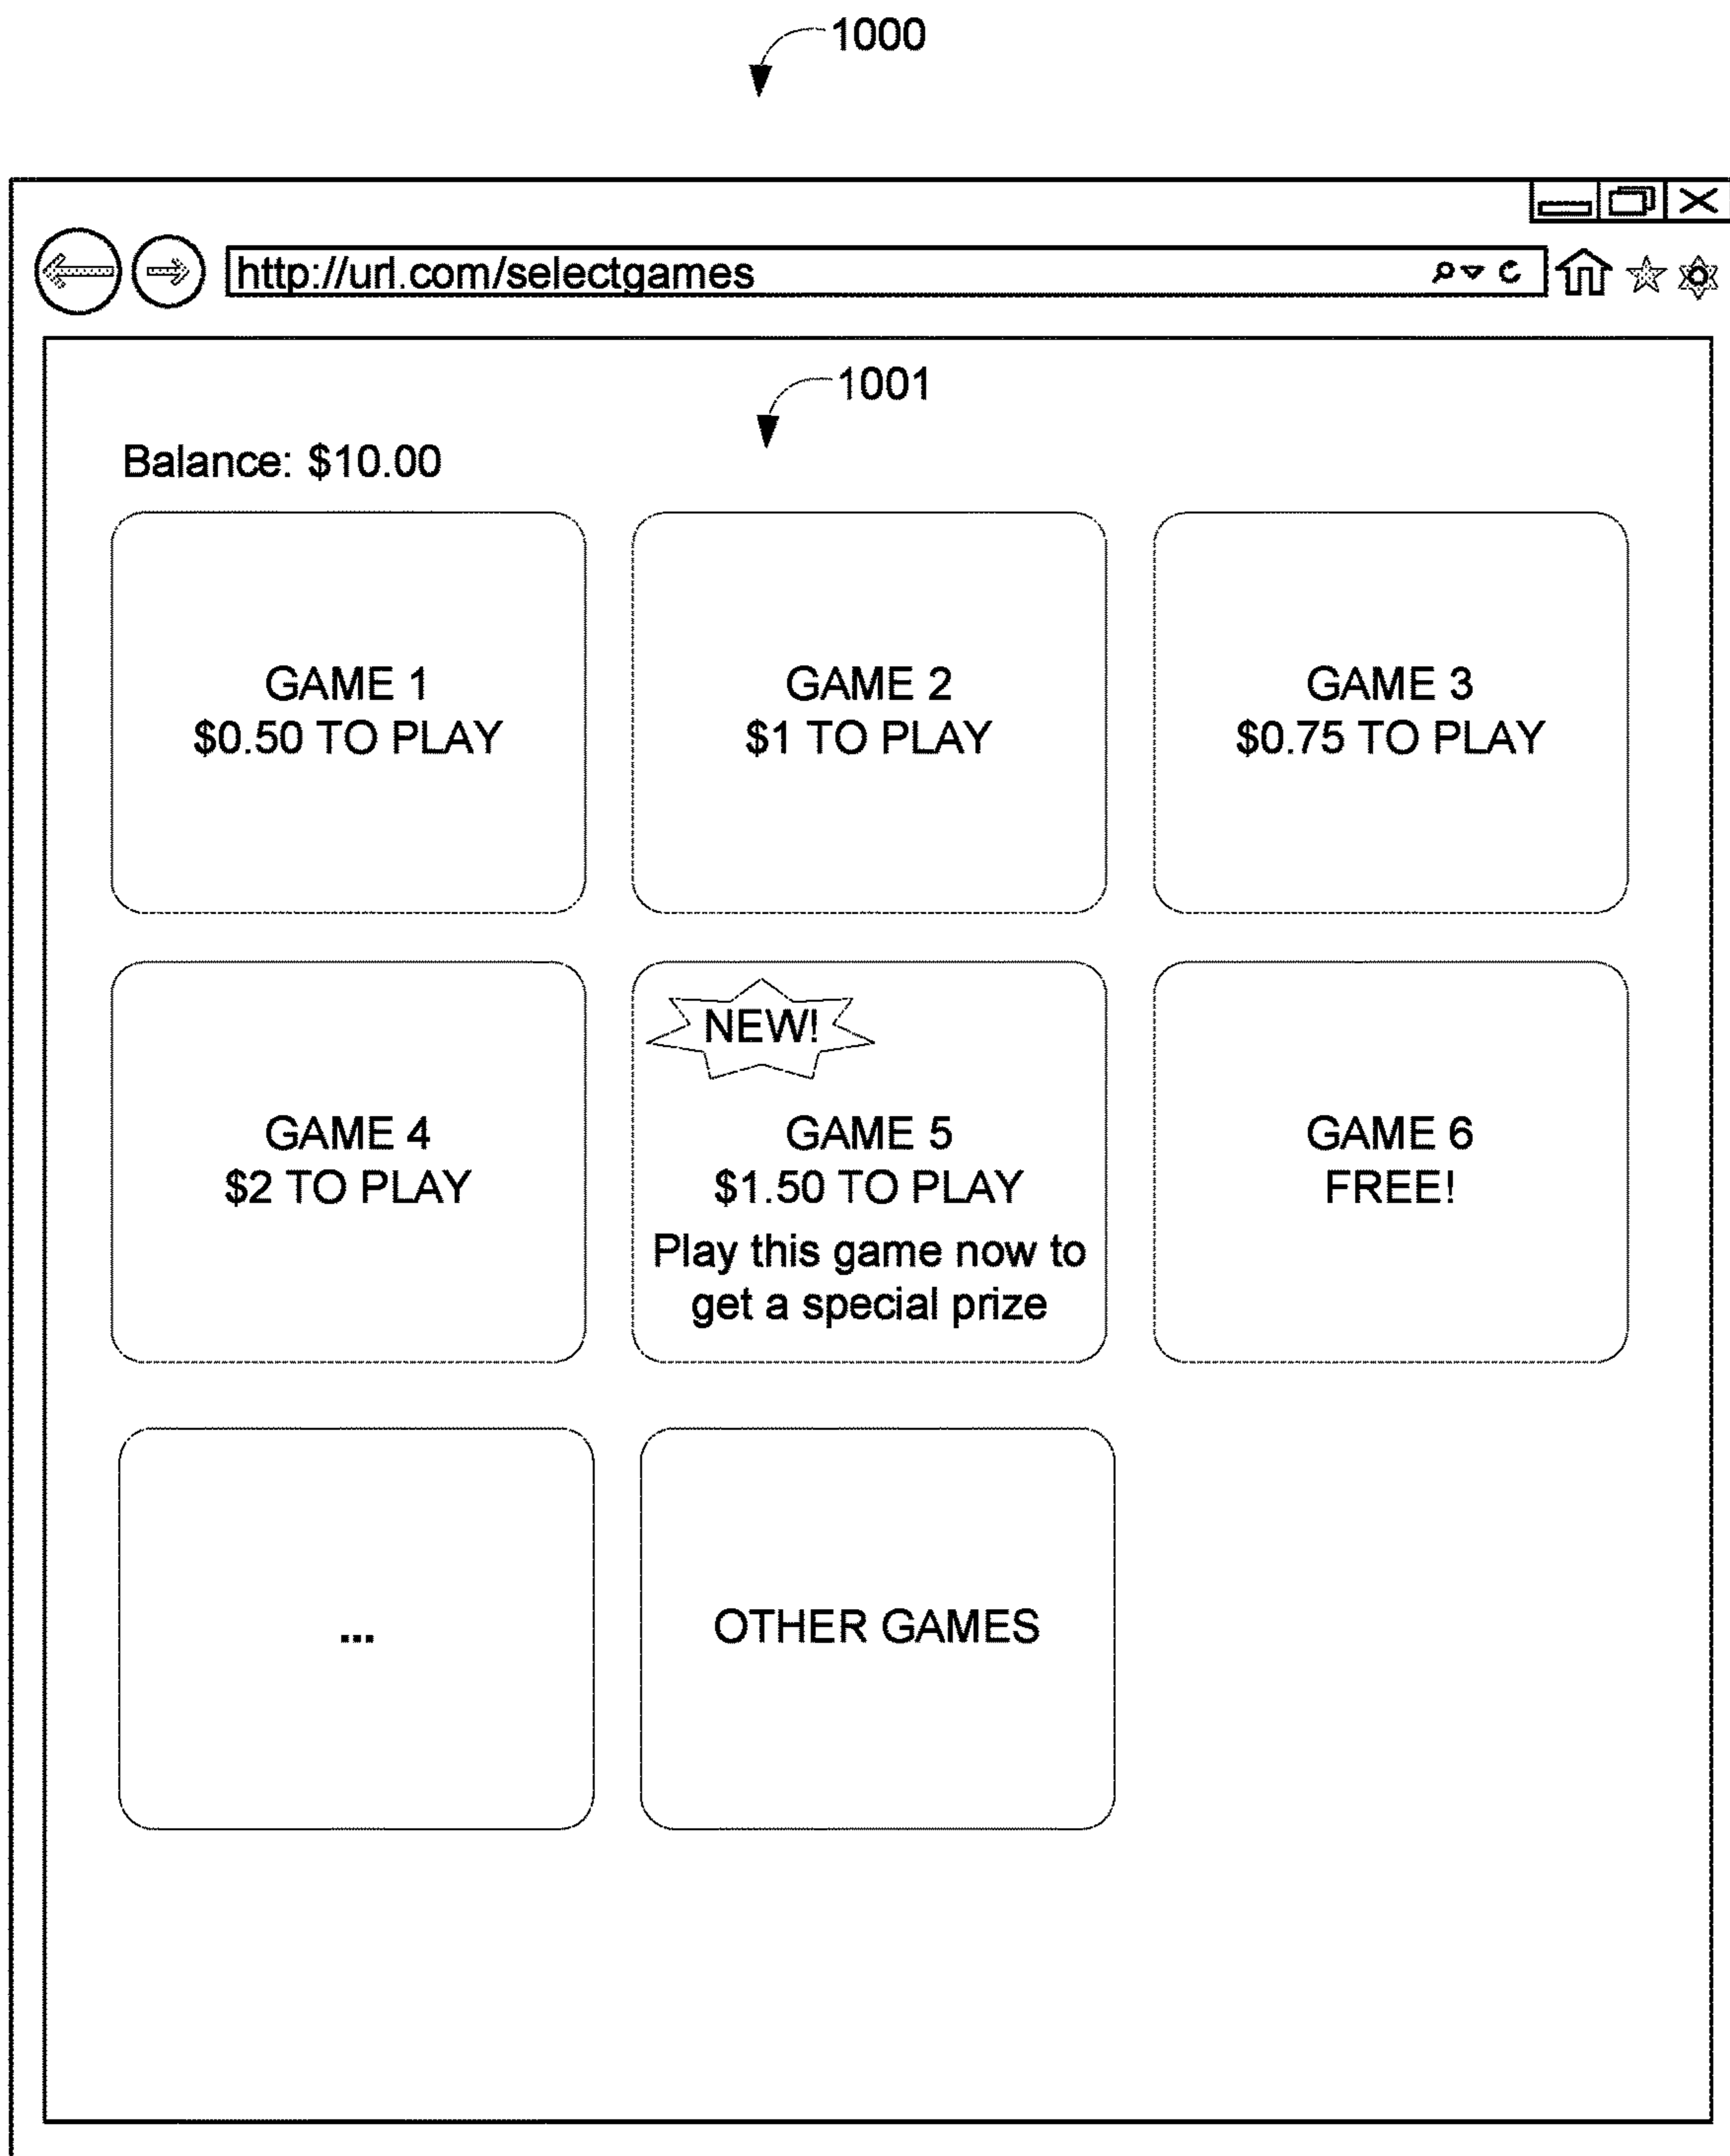 1000
http://url.com/selectgames
1001
Balance: $10.00
GAME 1
$0.50 TO PLAY
GAME 2
$1 TO PLAY
GAME 3
$0.75 TO PLAY
GAME 4
$2 TO PLAY
NEW!
GAME 5
$1.50 TO PLAY
Play this game now to
get a special prize
GAME 6
FREE!
...
OTHER GAMES